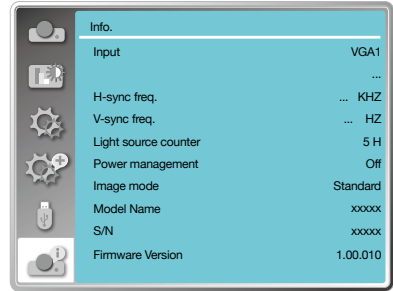 Info.
Input VGA1
...
H-sync freq. ... KHZ
V-sync freq. ... HZ
Light source counter 5 H
Power management Off
Image mode Standard
Model Name xxxxx
S/N xxxxx
Firmware Version 1.00.010